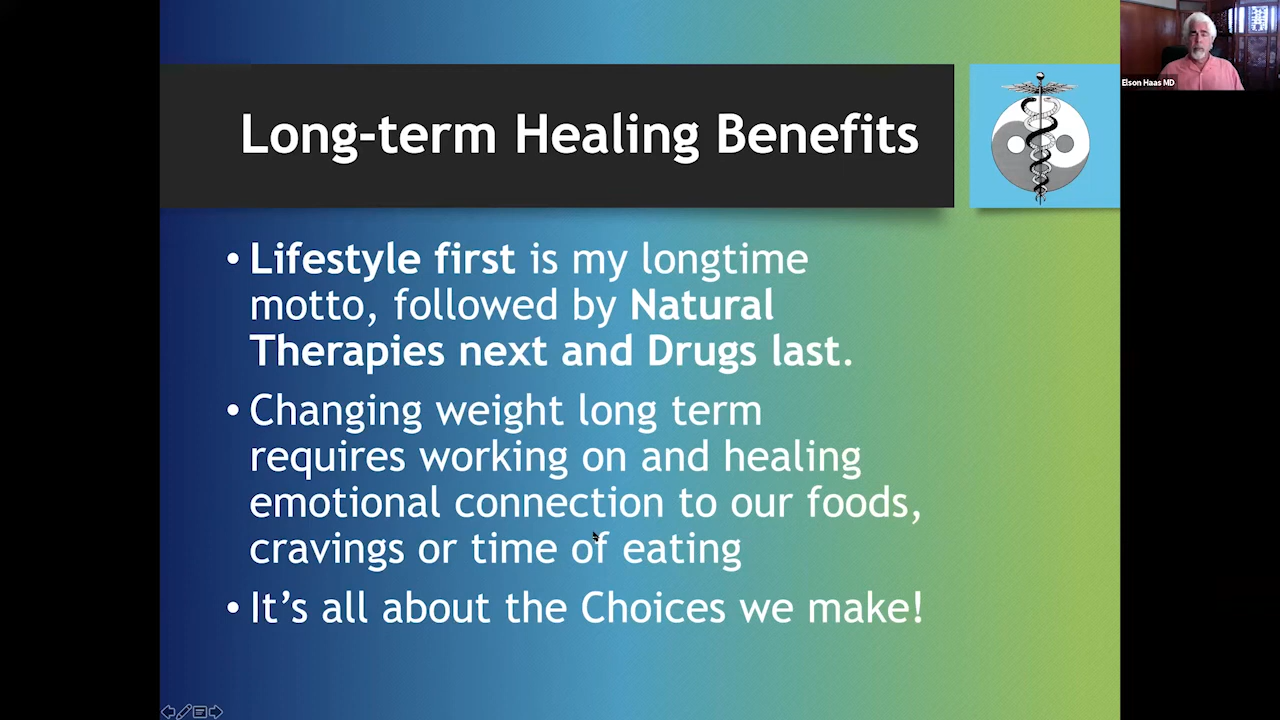 Long-term Healing Benefits
Elson Haas MD
• Lifestyle first is my longtime
motto, followed by Natural
Therapies next and Drugs last.
• Changing weight long term
requires working on and healing
emotional connection to our foods,
cravings or time of eating
• It’s all about the Choices we make!